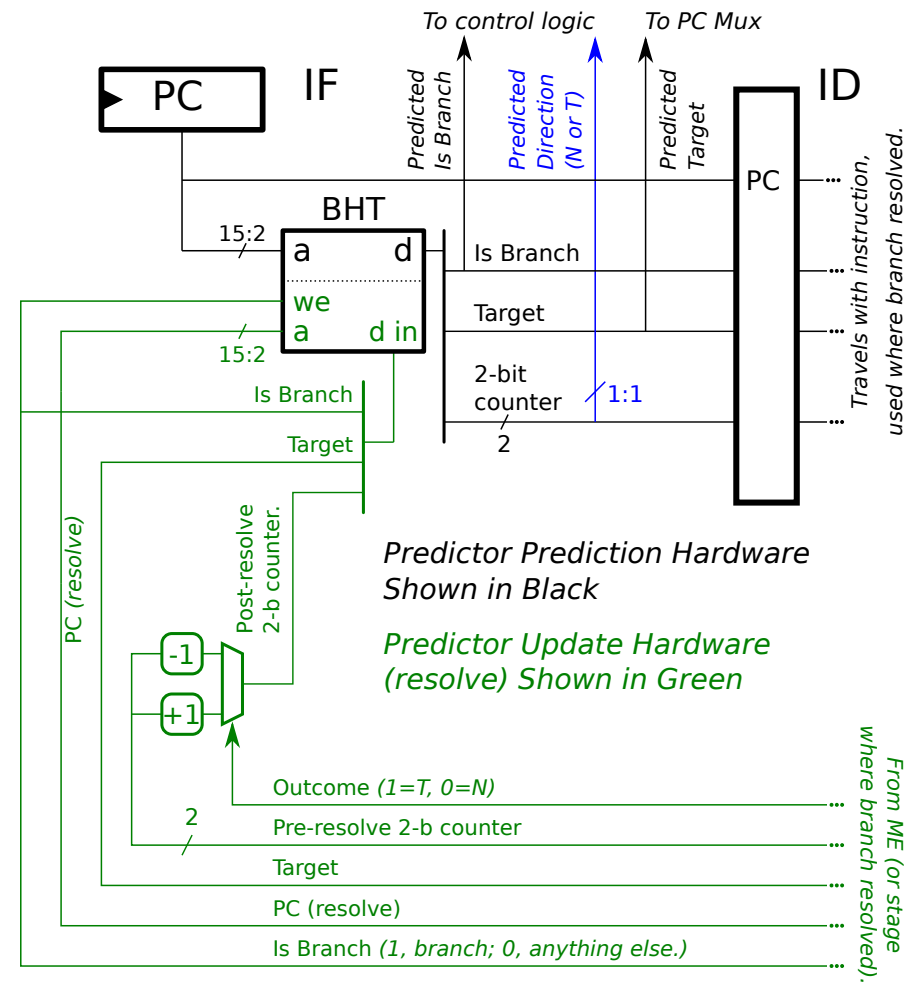 To control logic
To PC Mux
PC
IF
Predicted
Is Branch
Predicted
Direction
(N or T)
Predicted
Target
ID
PC
...
BHT
15:2
a
d
Is Branch
...
we
Target
...
a
d in
15:2
2-bit
counter
1:1
2
...
Travels with instruction,
used where branch resolved.
Is Branch
Target
Post-resolve
2-b counter.
PC (resolve)
Predictor Prediction Hardware
Shown in Black
Predictor Update Hardware
(resolve) Shown in Green
-1
+1
Outcome (1=T, 0=N)
...
2
Pre-resolve 2-b counter
...
Target
...
PC (resolve)
...
Is Branch (1, branch; 0, anything else.)
...
From ME (or stage
where branch resolved).